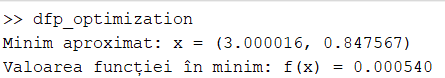 >> dfp_optimization
Minim aproximat: x = (3.000016, 0.847567)
Valoarea funcției în minim: f(x) = 0.000540